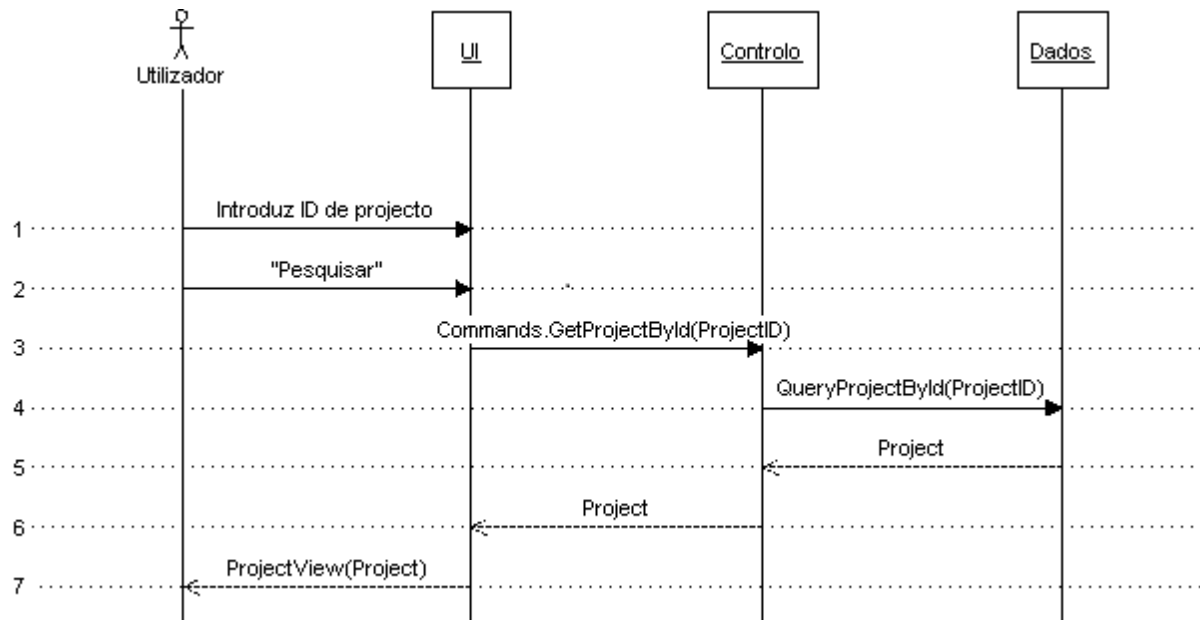 Utilizador
UI
Controlo
Dados
Introduz ID de projecto
1
"Pesquisar"
2
Commands.GetProjectById(ProjectID)
3
QueryProjectById(ProjectID)
4
Project
5
Project
6
ProjectView(Project)
7